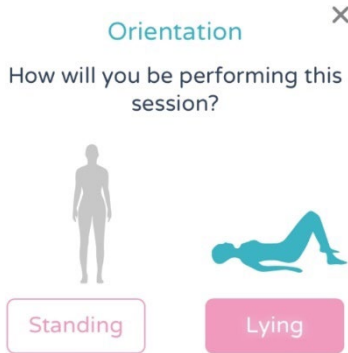 Orientation
How will you be performing this
session?
Standing
Lying